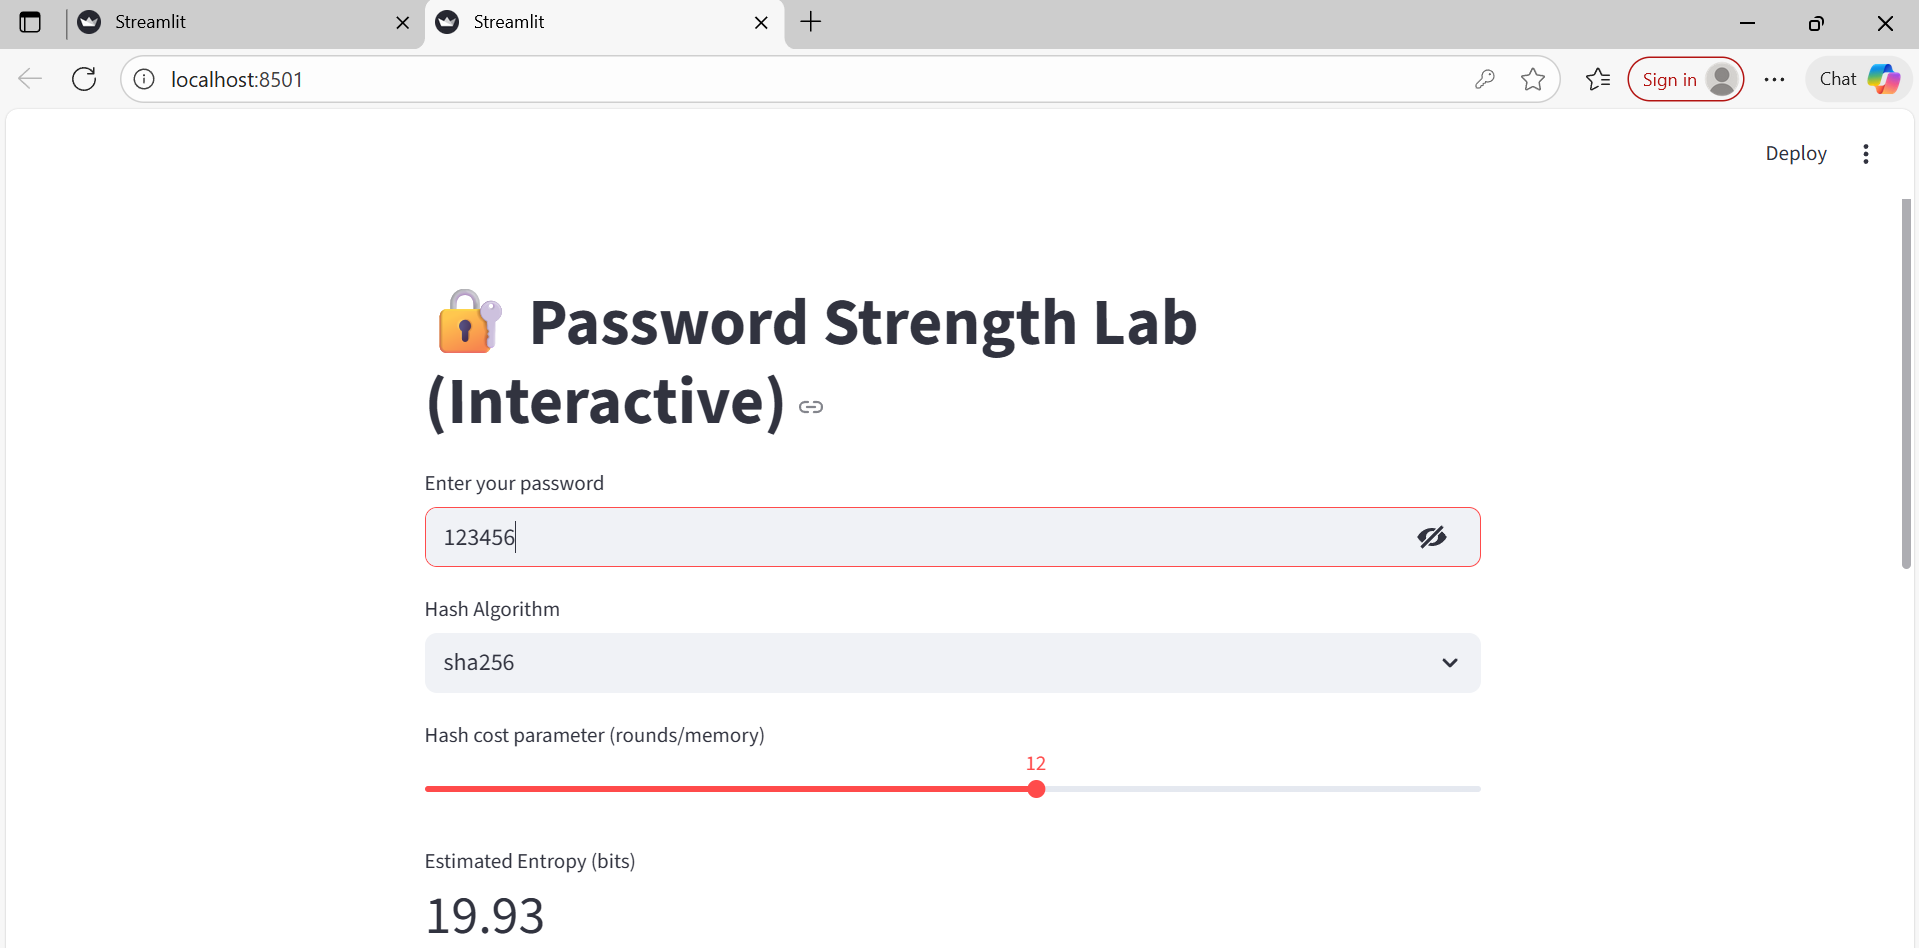 Streamlit
Streamlit
localhost:8501
Sign in
Chat
Deploy
Password Strength Lab
(Interactive)
Enter your password
123456
Hash Algorithm
sha256
Hash cost parameter (rounds/memory)
12
Estimated Entropy (bits)
19.93